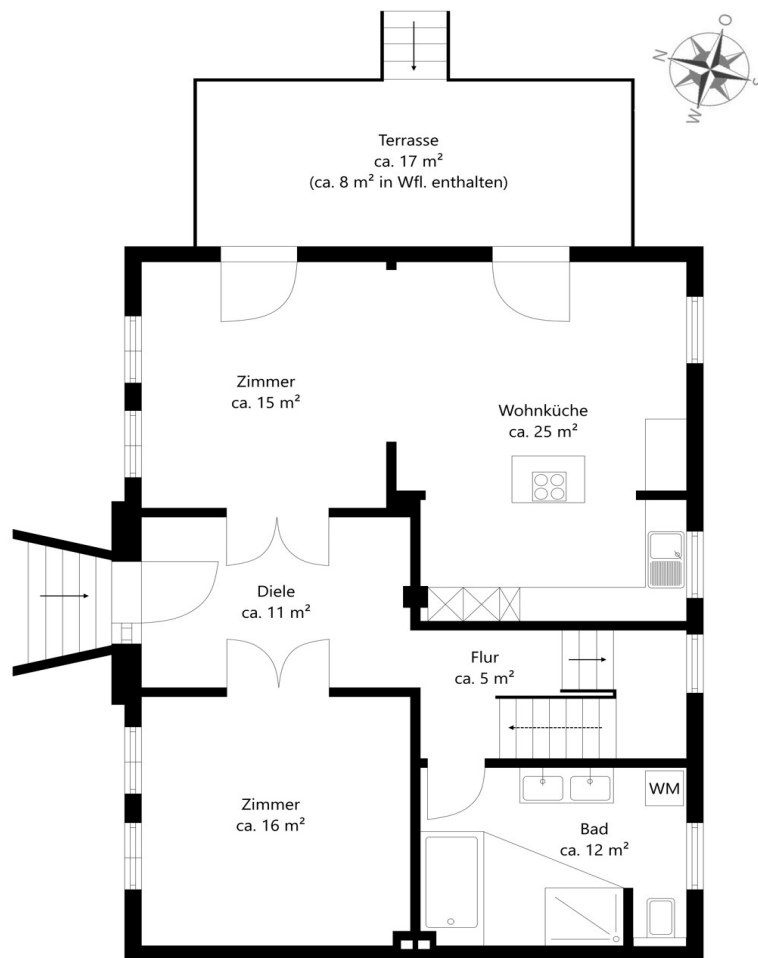 O
N
S
W
Terrasse
ca. 17 m²
(ca. 8 m² in Wfl. enthalten)
Zimmer
ca. 15 m²
Wohnküche
ca. 25 m²
Diele
ca. 11 m²
Flur
ca. 5 m²
Zimmer
ca. 16 m²
WM
Bad
ca. 12 m²